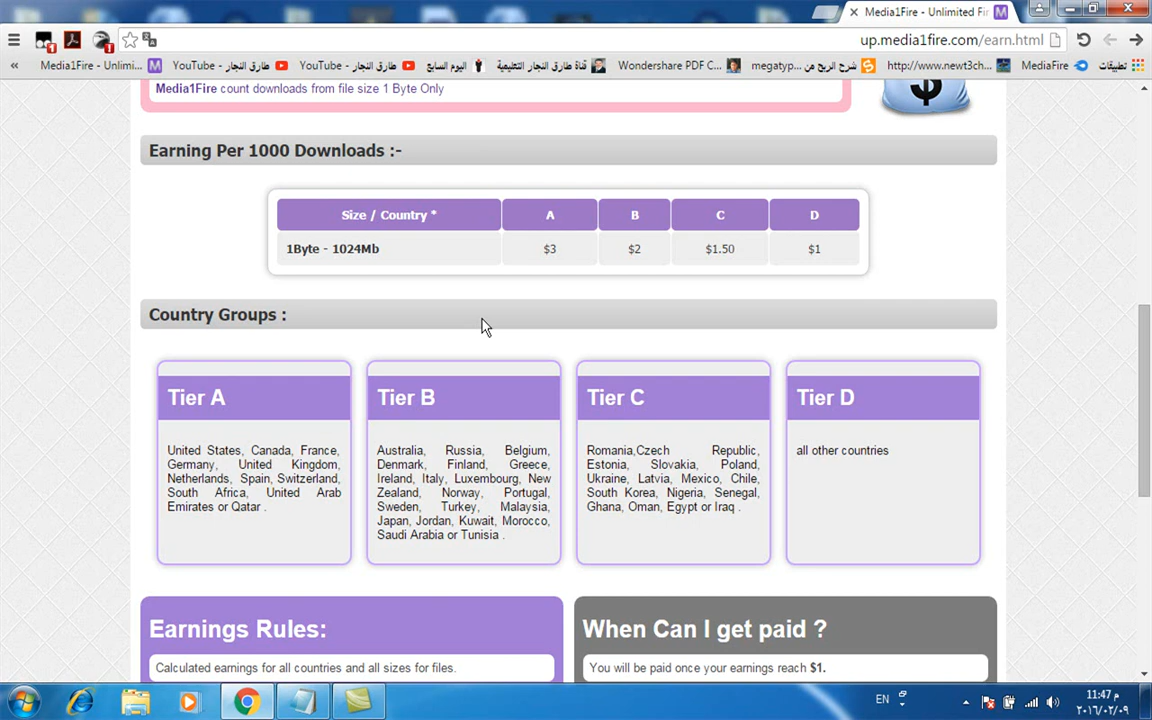 Media1Fire - Unlimited Fi
up.media1fire.com/earn.html
تطبيقات
MediaFire
http://www.newt3ch...
شرح الربح من megatyp...
Wondershare PDF C...
قناة طارق النجار التعليمية
اليوم السابع
طارق النجار - YouTube
طارق النجار - YouTube
Media1Fire - Unlimi...
Media1Fire count downloads from file size 1 Byte Only
Earning Per 1000 Downloads :-
Size / Country * A B C D
1Byte - 1024Mb $3 $2 $1.50 $1
Country Groups :
Tier A
United States, Canada, France,
Germany, United Kingdom,
Netherlands, Spain, Switzerland,
South Africa, United Arab
Emirates or Qatar .
Tier B
Australia, Russia, Belgium,
Denmark, Finland, Greece,
Ireland, Italy, Luxembourg, New
Zealand, Norway, Portugal,
Sweden, Turkey, Malaysia,
Japan, Jordan, Kuwait, Morocco,
Saudi Arabia or Tunisia .
Tier C
Romania,Czech Republic,
Estonia, Slovakia, Poland,
Ukraine, Latvia, Mexico, Chile,
South Korea, Nigeria, Senegal,
Ghana, Oman, Egypt or Iraq .
Tier D
all other countries
Earnings Rules:
Calculated earnings for all countries and all sizes for files.
When Can I get paid ?
You will be paid once your earnings reach $1.
EN
11:47 م
٢٠١٦/٠٢/٠٩